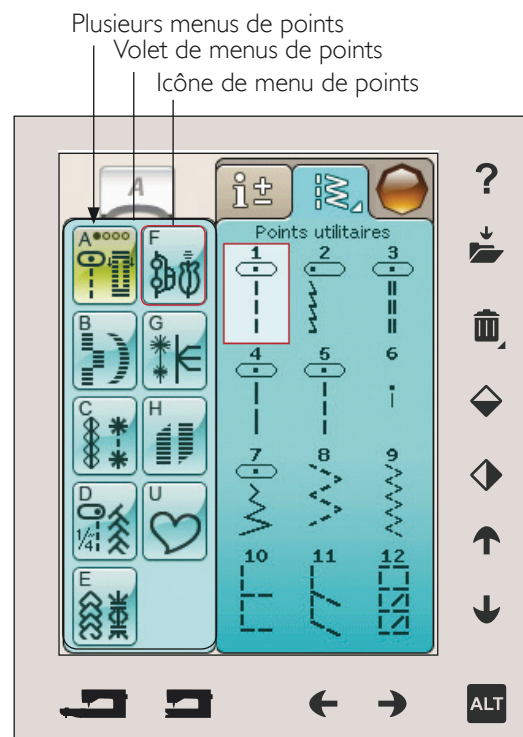 Plusieurs menus de points
Volet de menus de points
Icône de menu de points
A
i±
?
A
F
Points utilitaires
1 2 3
B
G
4 5 6
C
H
7 8 9
D
1/4
U
10 11 12
E
ALT